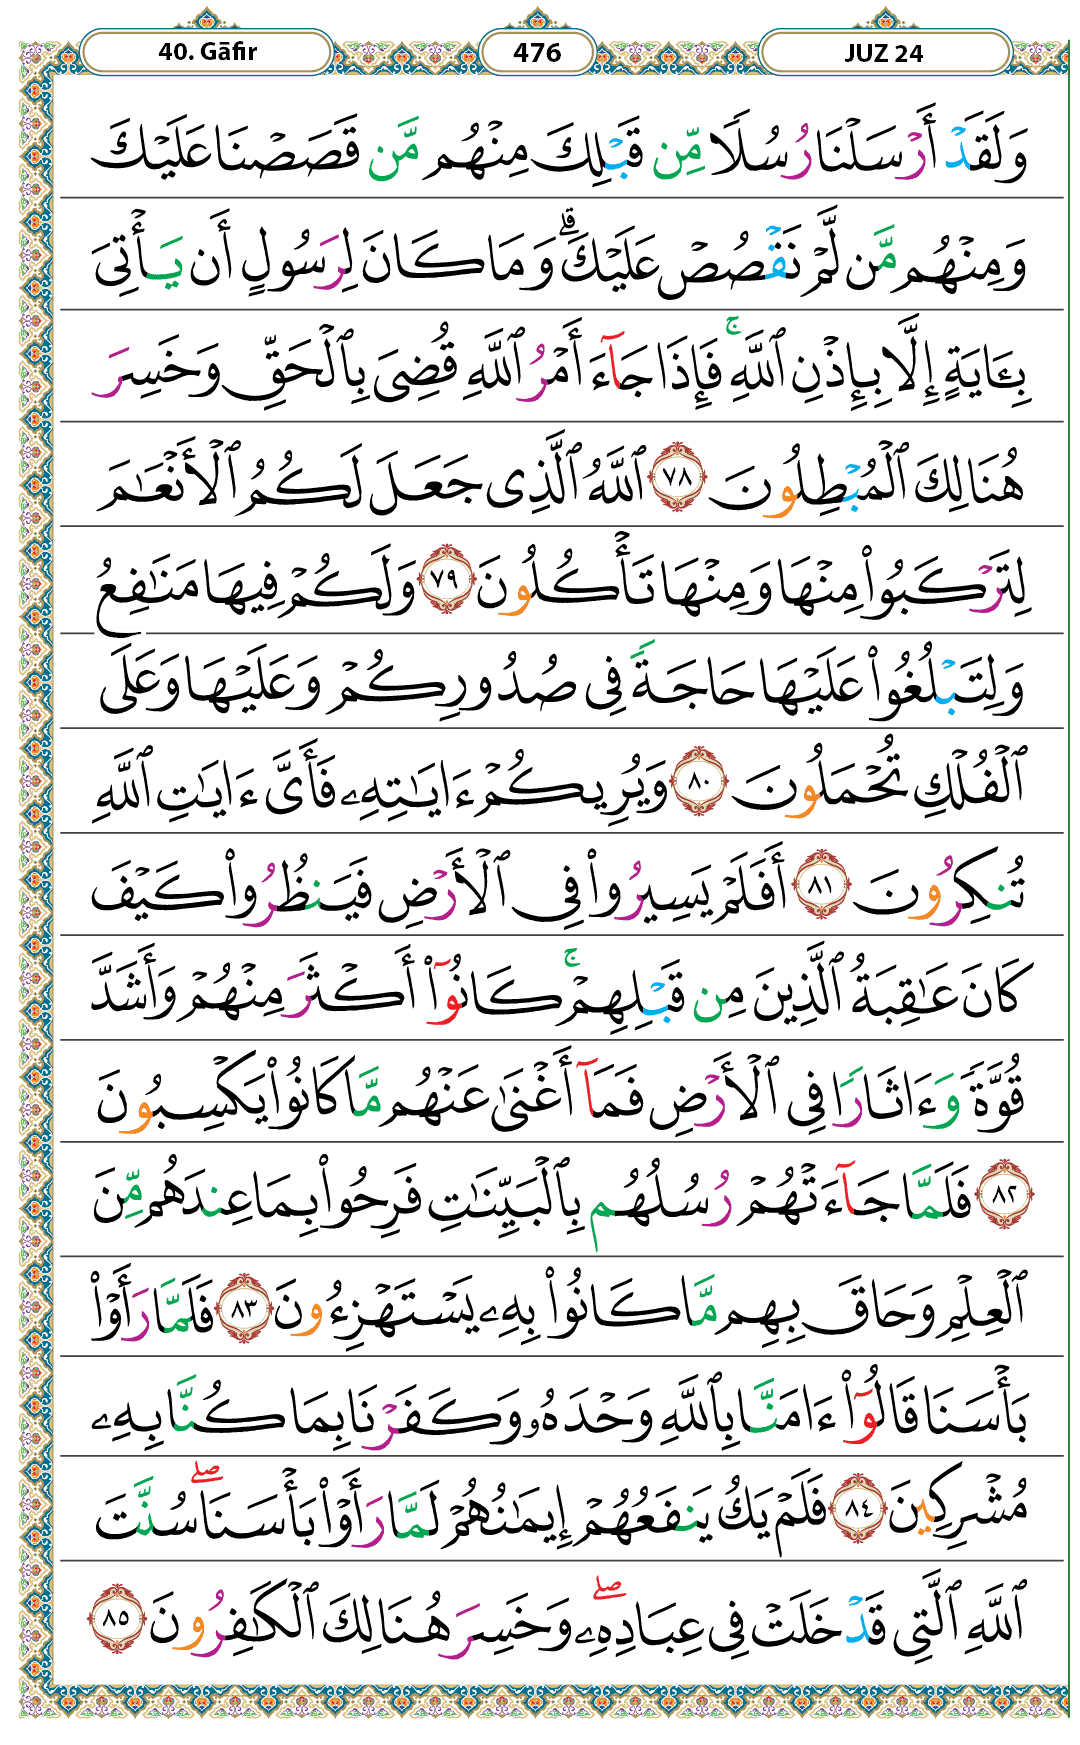 40. Gāfir
476
JUZ 24
وَلَقَدْ أَرْسَلْنَا رُسُلًا مِّن قَبْلِكَ مِنْهُم مَّن قَصَصْنَا عَلَيْكَ
وَمِنْهُم مَّن لَّمْ نَقْصُصْ عَلَيْكَ ۗ وَمَا كَانَ لِرَسُولٍ أَن يَأْتِىَ
بِـَٔايَةٍ إِلَّا بِإِذْنِ ٱللَّهِ ۚ فَإِذَا جَآءَ أَمْرُ ٱللَّهِ قُضِىَ بِٱلْحَقِّ وَخَسِرَ
هُنَالِكَ ٱلْمُبْطِلُونَ ٧٨ ٱللَّهُ ٱلَّذِى جَعَلَ لَكُمُ ٱلْأَنْعَـٰمَ
لِتَرْكَبُوا۟ مِنْهَا وَمِنْهَا تَأْكُلُونَ ٧٩ وَلَكُمْ فِيهَا مَنَـٰفِعُ
وَلِتَبْلُغُوا۟ عَلَيْهَا حَاجَةً فِى صُدُورِكُمْ وَعَلَيْهَا وَعَلَى
ٱلْفُلْكِ تُحْمَلُونَ ٨٠ وَيُرِيكُمْ ءَايَـٰتِهِۦ فَأَىَّ ءَايَـٰتِ ٱللَّهِ
تُنكِرُونَ ٨١ أَفَلَمْ يَسِيرُوا۟ فِى ٱلْأَرْضِ فَيَنظُرُوا۟ كَيْفَ
كَانَ عَـٰقِبَةُ ٱلَّذِينَ مِن قَبْلِهِمْ ۚ كَانُوٓا۟ أَكْثَرَ مِنْهُمْ وَأَشَدَّ
قُوَّةً وَءَاثَارًا فِى ٱلْأَرْضِ فَمَآ أَغْنَىٰ عَنْهُم مَّا كَانُوا۟ يَكْسِبُونَ
٨٢ فَلَمَّا جَآءَتْهُمْ رُسُلُهُم بِٱلْبَيِّنَـٰتِ فَرِحُوا۟ بِمَا عِندَهُم مِّنَ
ٱلْعِلْمِ وَحَاقَ بِهِم مَّا كَانُوا۟ بِهِۦ يَسْتَهْزِءُونَ ٨٣ فَلَمَّا رَأَوْا۟
بَأْسَنَا قَالُوٓا۟ ءَامَنَّا بِٱللَّهِ وَحْدَهُۥ وَكَفَرْنَا بِمَا كُنَّا بِهِۦ
مُشْرِكِينَ ٨٤ فَلَمْ يَكُ يَنفَعُهُمْ إِيمَـٰنُهُمْ لَمَّا رَأَوْا۟ بَأْسَنَا ۖ سُنَّتَ
ٱللَّهِ ٱلَّتِى قَدْ خَلَتْ فِى عِبَادِهِۦ ۖ وَخَسِرَ هُنَالِكَ ٱلْكَـٰفِرُونَ ٨٥